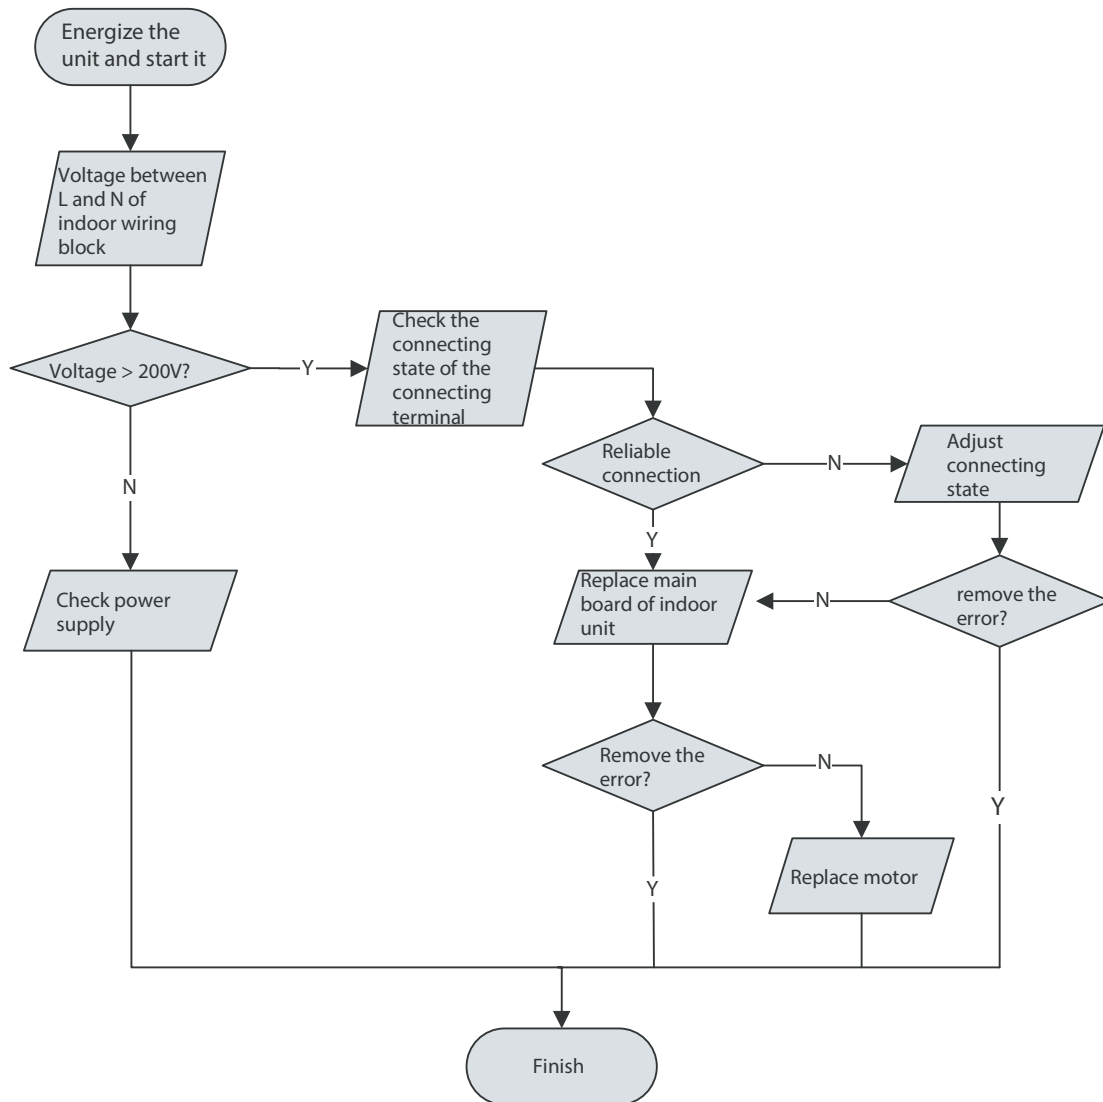 Energize the
unit and start it
Voltage between
L and N of
indoor wiring
block
Voltage > 200V?
Y
Check the
connecting
state of the
connecting
terminal
Reliable
connection
N
Adjust
connecting
state
N
Y
Check power
supply
Replace main
board of indoor
unit
N
remove the
error?
Remove the
error?
N
Y
Replace motor
Y
Finish